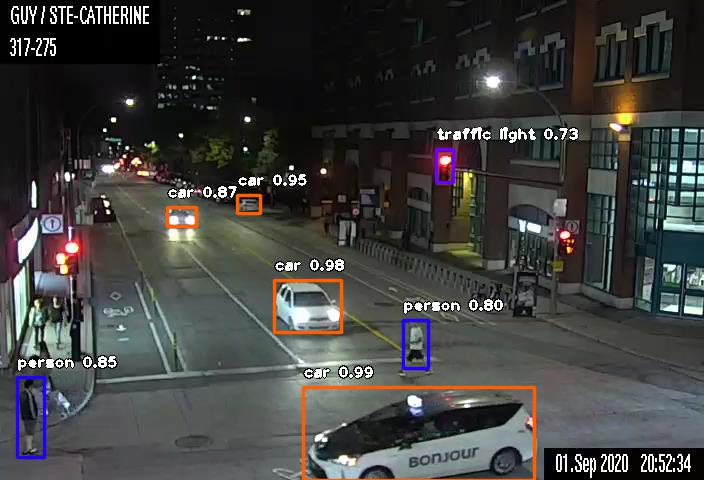 GUY / STE-CATHERINE
317-275
traffic light 0.73
car 0.95
car 0.87
car 0.98
person 0.80
person 0.85
car 0.99
BONJOUR
01.Sep 2020 20:52:34